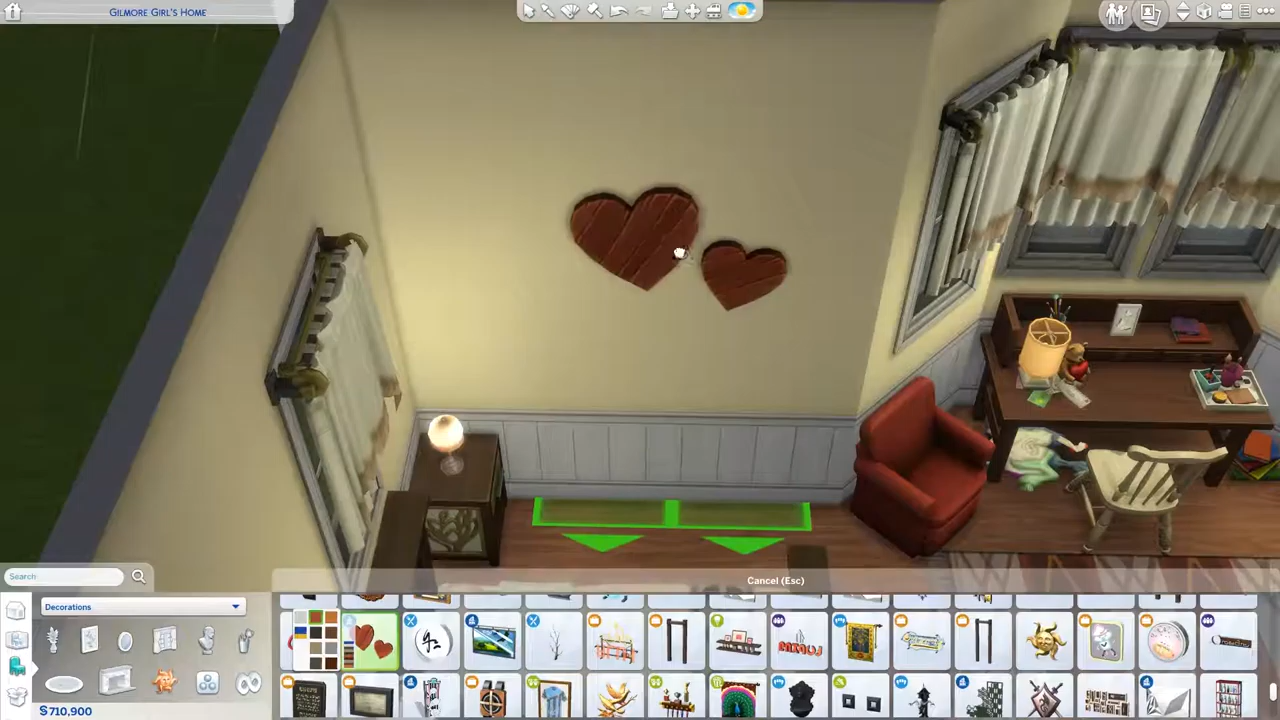 Gilmore Girl's Home
Cancel (Esc)
Search
Decorations
§710,900